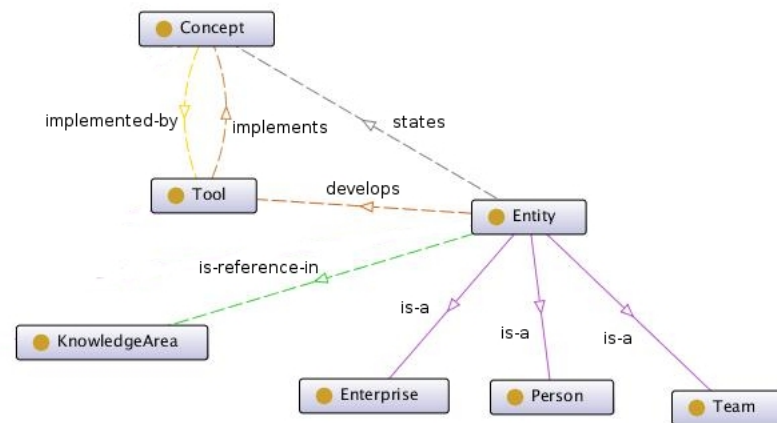 Concept
implemented-by
implements
states
Tool
develops
Entity
is-reference-in
is-a
is-a
is-a
KnowledgeArea
Enterprise
Person
Team